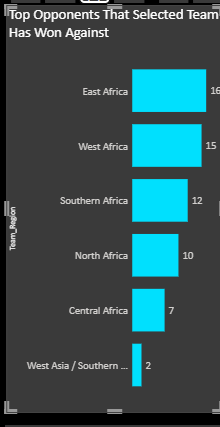 Top Opponents That Selected Team
Has Won Against
East Africa 16
West Africa 15
Southern Africa 12
North Africa 10
Central Africa 7
West Asia / Southern ... 2
Team_Region